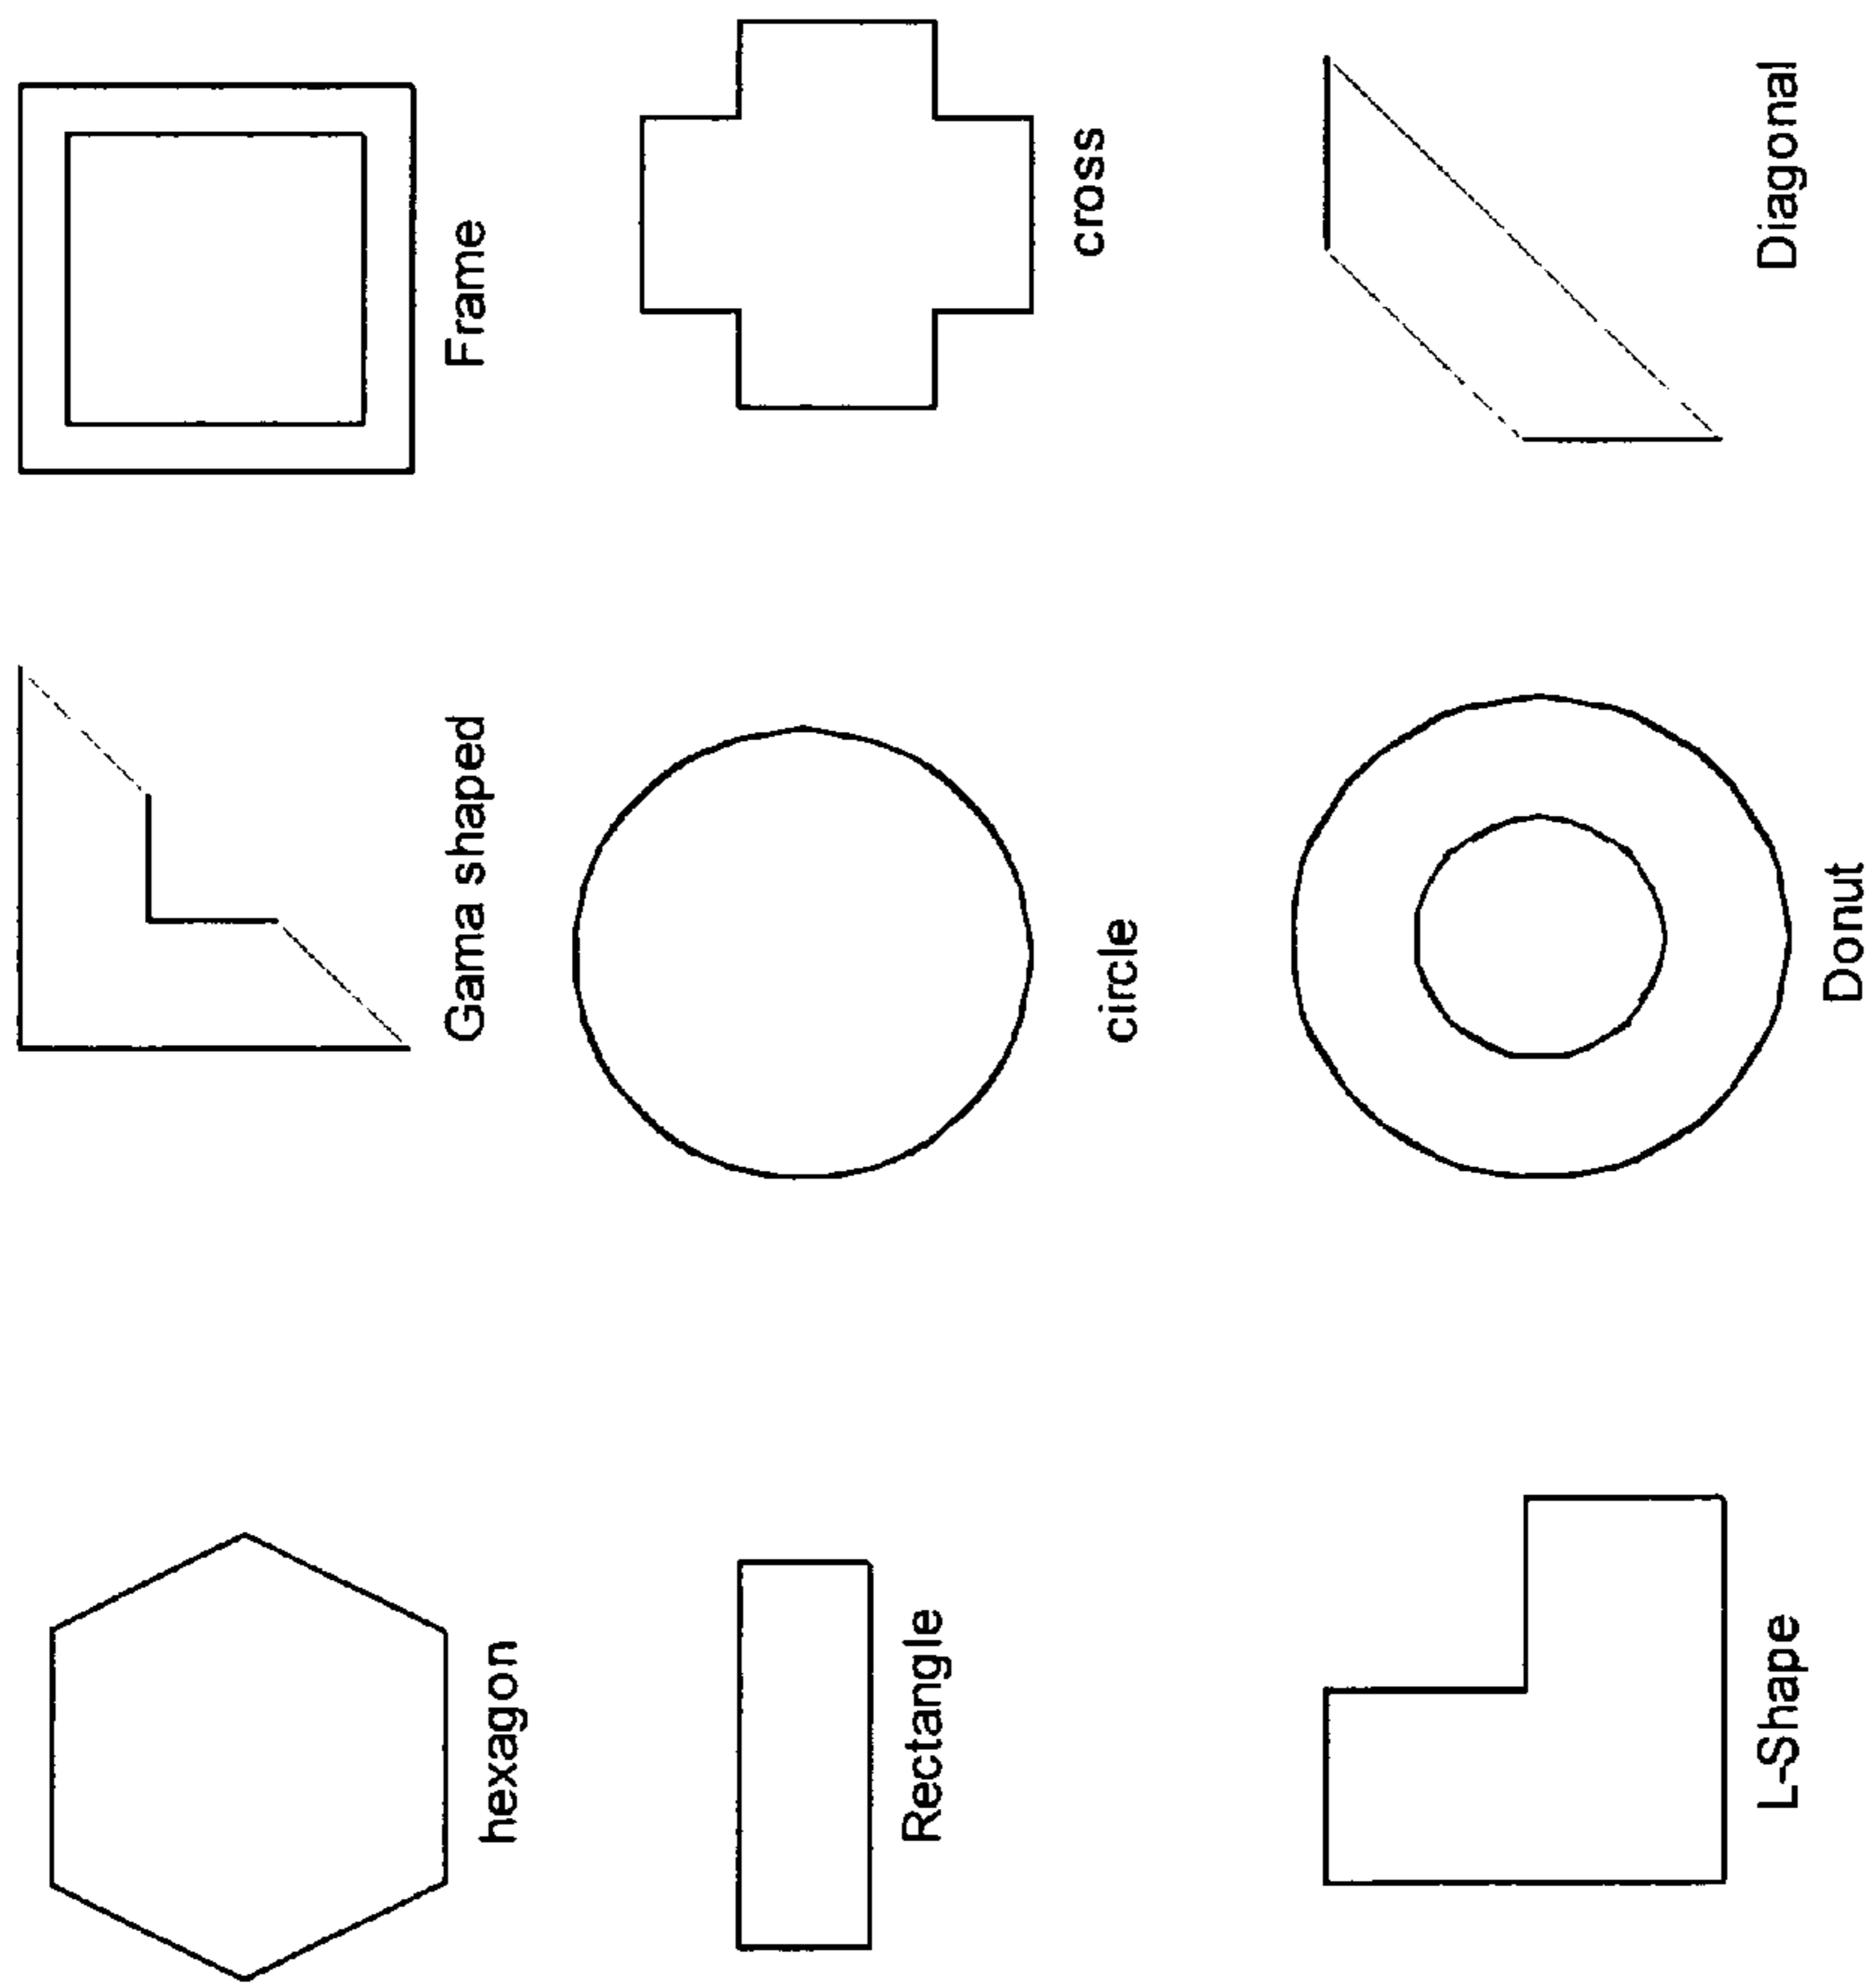 hexagon
Gama shaped
Frame
Rectangle
circle
cross
L-Shape
Donut
Diagonal